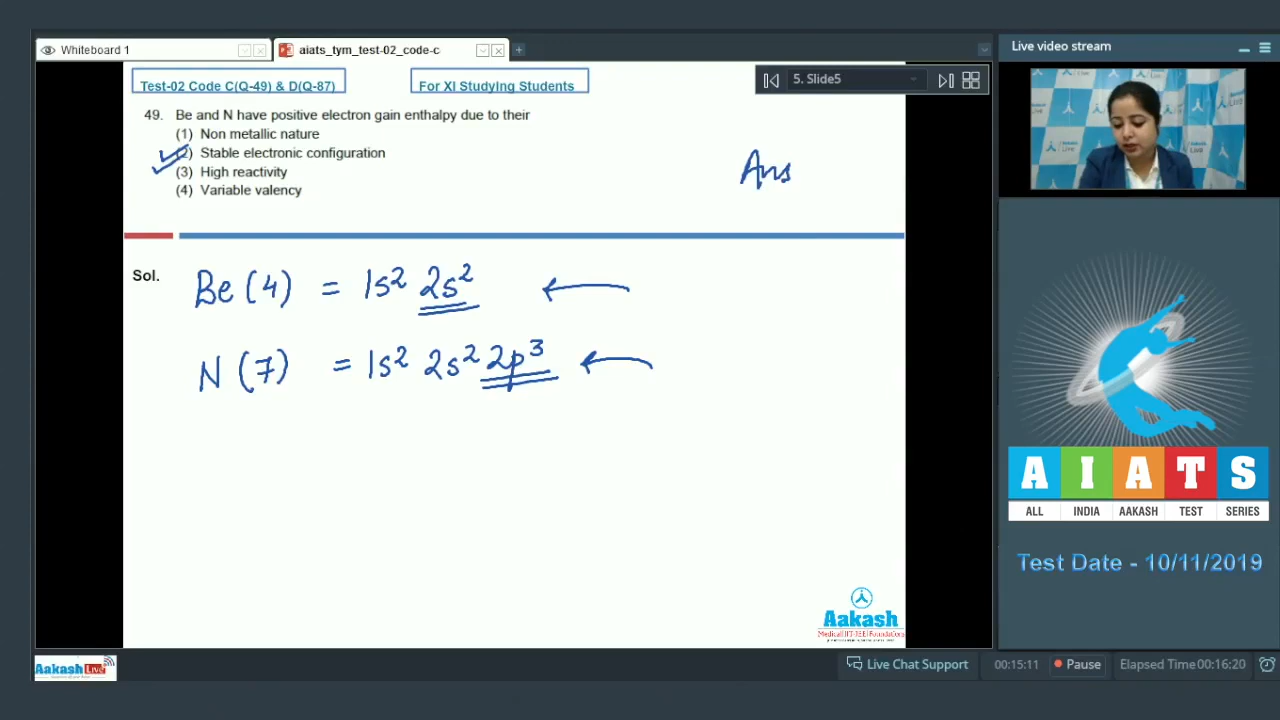 Whiteboard 1
aiats_tym_test-02_code-c
Live video stream
Test-02 Code C(Q-49) & D(Q-87)
For XI Studying Students
5. Slide5
49. Be and N have positive electron gain enthalpy due to their
(1) Non metallic nature
(2) Stable electronic configuration
(3) High reactivity
(4) Variable valency
Ans
Sol.
Be (4) = 1s² 2s²
N (7) = 1s² 2s² 2p³
A I A T S
ALL INDIA AAKASH TEST SERIES
Test Date - 10/11/2019
Aakash
Medical|IIT-JEE|Foundations
Aakash Live
Live Chat Support
00:15:11
Pause
Elapsed Time 00:16:20